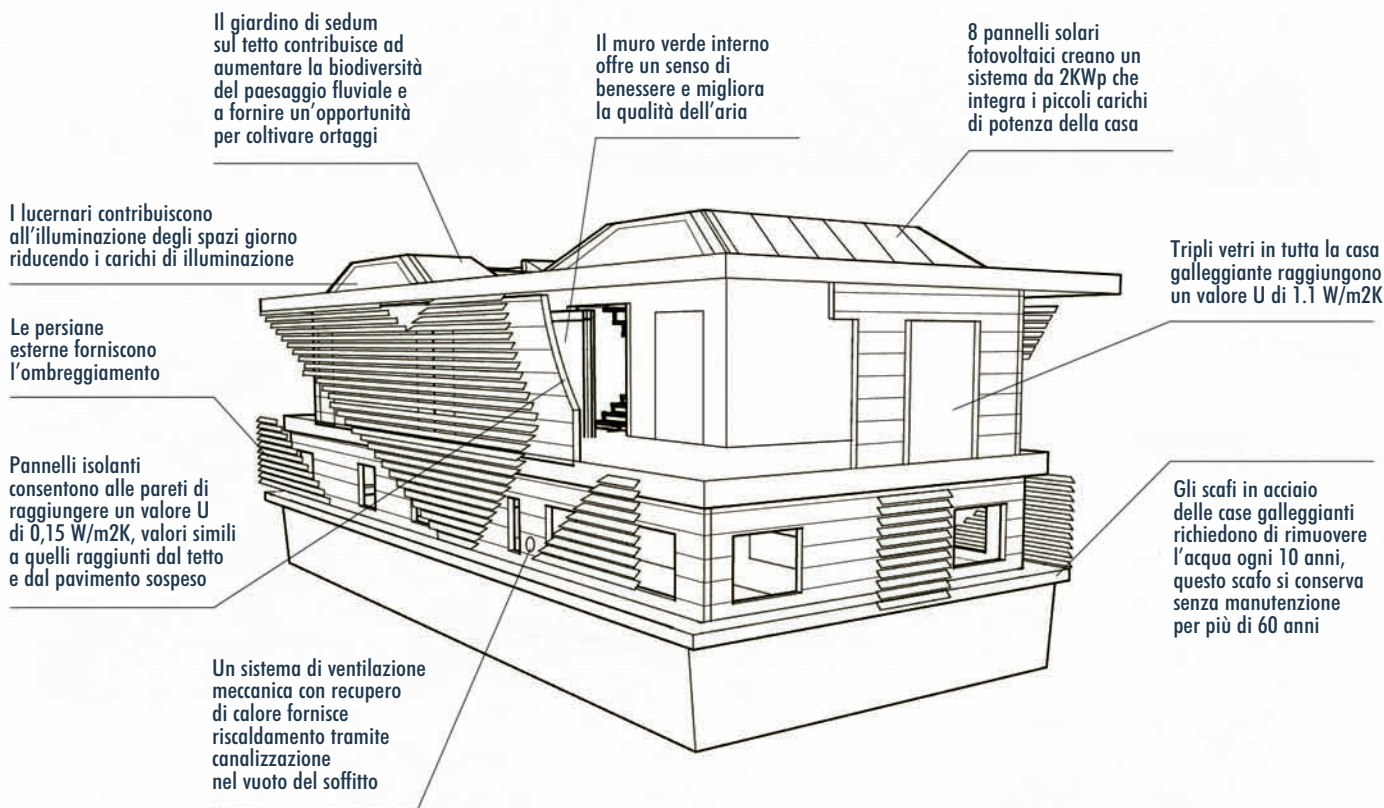 Il giardino di sedum
sul tetto contribuisce ad
aumentare la biodiversità
del paesaggio fluviale e
a fornire un'opportunità
per coltivare ortaggi
Il muro verde interno
offre un senso di
benessere e migliora
la qualità dell'aria
8 pannelli solari
fotovoltaici creano un
sistema da 2KWp che
integra i piccoli carichi
di potenza della casa
I lucernari contribuiscono
all'illuminazione degli spazi giorno
riducendo i carichi di illuminazione
Tripli vetri in tutta la casa
galleggiante raggiungono
un valore U di 1.1 W/m2K
Le persiane
esterne forniscono
l'ombreggiamento
Pannelli isolanti
consentono alle pareti di
raggiungere un valore U
di 0,15 W/m2K, valori simili
a quelli raggiunti dal tetto
e dal pavimento sospeso
Gli scafi in acciaio
delle case galleggianti
richiedono di rimuovere
l'acqua ogni 10 anni,
questo scafo si conserva
senza manutenzione
per più di 60 anni
Un sistema di ventilazione
meccanica con recupero
di calore fornisce
riscaldamento tramite
canalizzazione
nel vuoto del soffitto